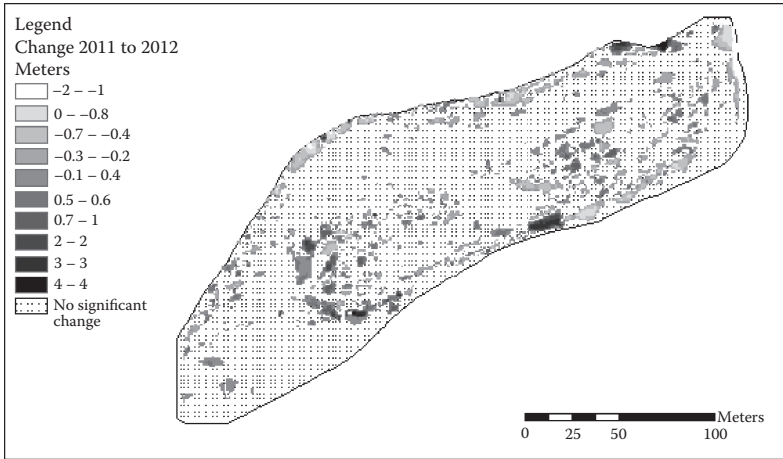 Legend
Change 2011 to 2012
Meters
–2 – –1
0 – –0.8
–0.7 – –0.4
–0.3 – –0.2
–0.1 – 0.4
0.5 – 0.6
0.7 – 1
2 – 2
3 – 3
4 – 4
No significant
change
Meters
0 25 50 100